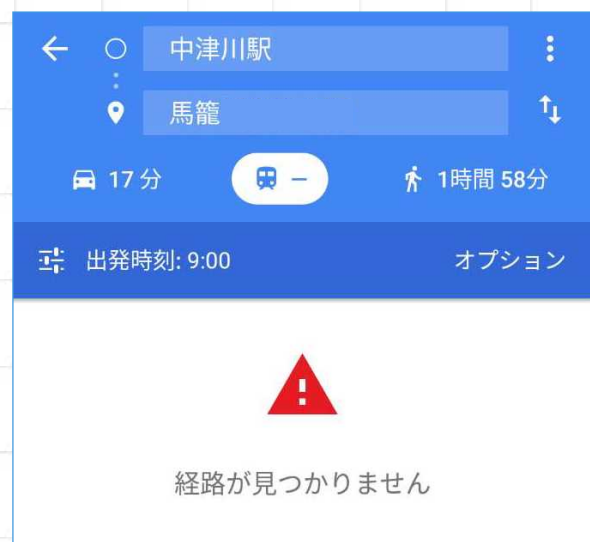 中津川駅
馬籠
17 分
–
1時間 58分
出発時刻: 9:00 オプション
経路が見つかりません